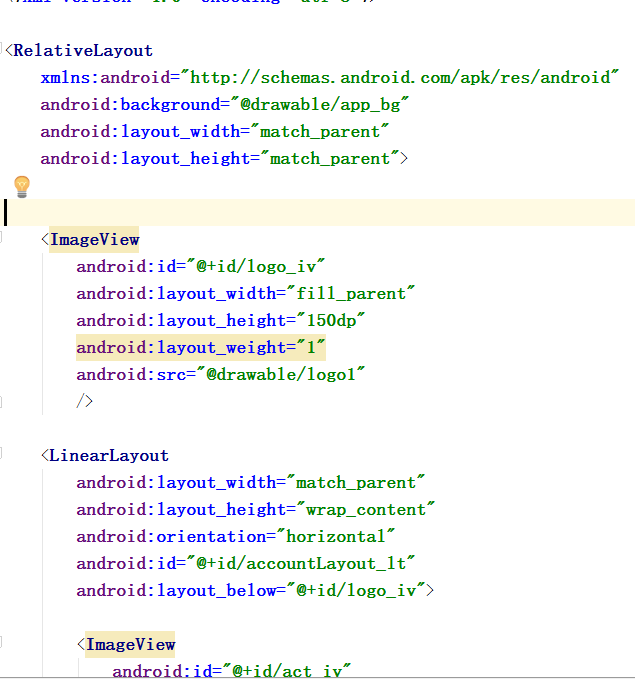 <RelativeLayout
xmlns:android="http://schemas.android.com/apk/res/android"
android:background="@drawable/app_bg"
android:layout_width="match_parent"
android:layout_height="match_parent">
<ImageView
android:id="@+id/logo_iv"
android:layout_width="fill_parent"
android:layout_height="150dp"
android:layout_weight="1"
android:src="@drawable/logo1"
/>
<LinearLayout
android:layout_width="match_parent"
android:layout_height="wrap_content"
android:orientation="horizontal"
android:id="@+id/accountLayout_lt"
android:layout_below="@+id/logo_iv">
<ImageView
android:id="@+id/act_iv"